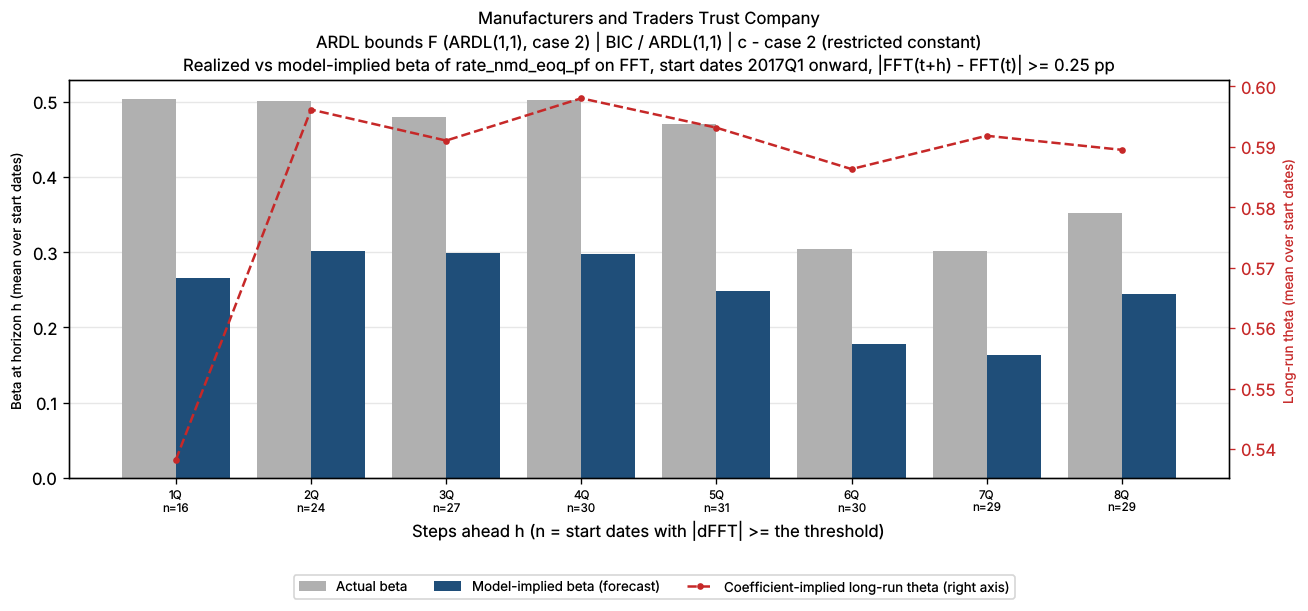 Manufacturers and Traders Trust Company
ARDL bounds F (ARDL(1,1), case 2) | BIC / ARDL(1,1) | c - case 2 (restricted constant)
Realized vs model-implied beta of rate_nmd_eoq_pf on FFT, start dates 2017Q1 onward, |FFT(t+h) - FFT(t)| >= 0.25 pp
Beta at horizon h (mean over start dates)
0.5
0.4
0.3
0.2
0.1
0.0
0.60
0.59
0.58
0.57
0.56
0.55
0.54
Long-run theta (mean over start dates)
1Q 2Q 3Q 4Q 5Q 6Q 7Q 8Q
n=16 n=24 n=27 n=30 n=31 n=30 n=29 n=29
Steps ahead h (n = start dates with |dFFT| >= the threshold)
Actual beta Model-implied beta (forecast) Coefficient-implied long-run theta (right axis)